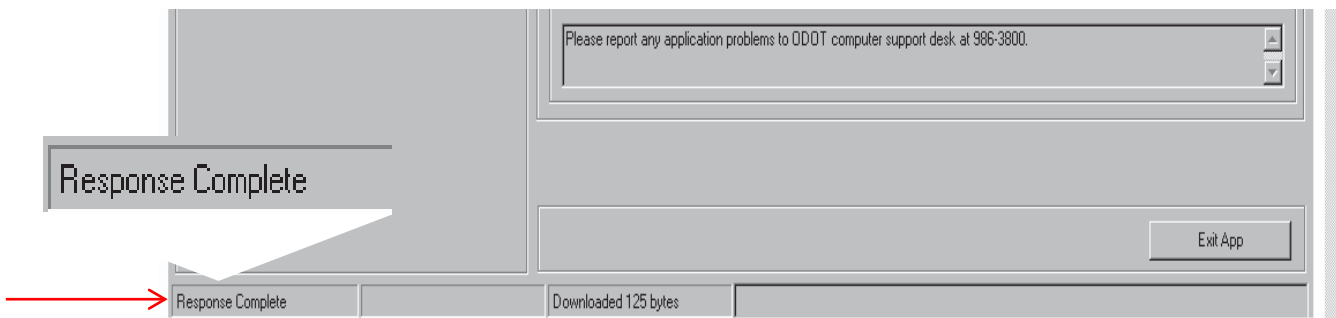 Please report any application problems to ODOT computer support desk at 986-3800.
Response Complete
Exit App
Response Complete
Downloaded 125 bytes